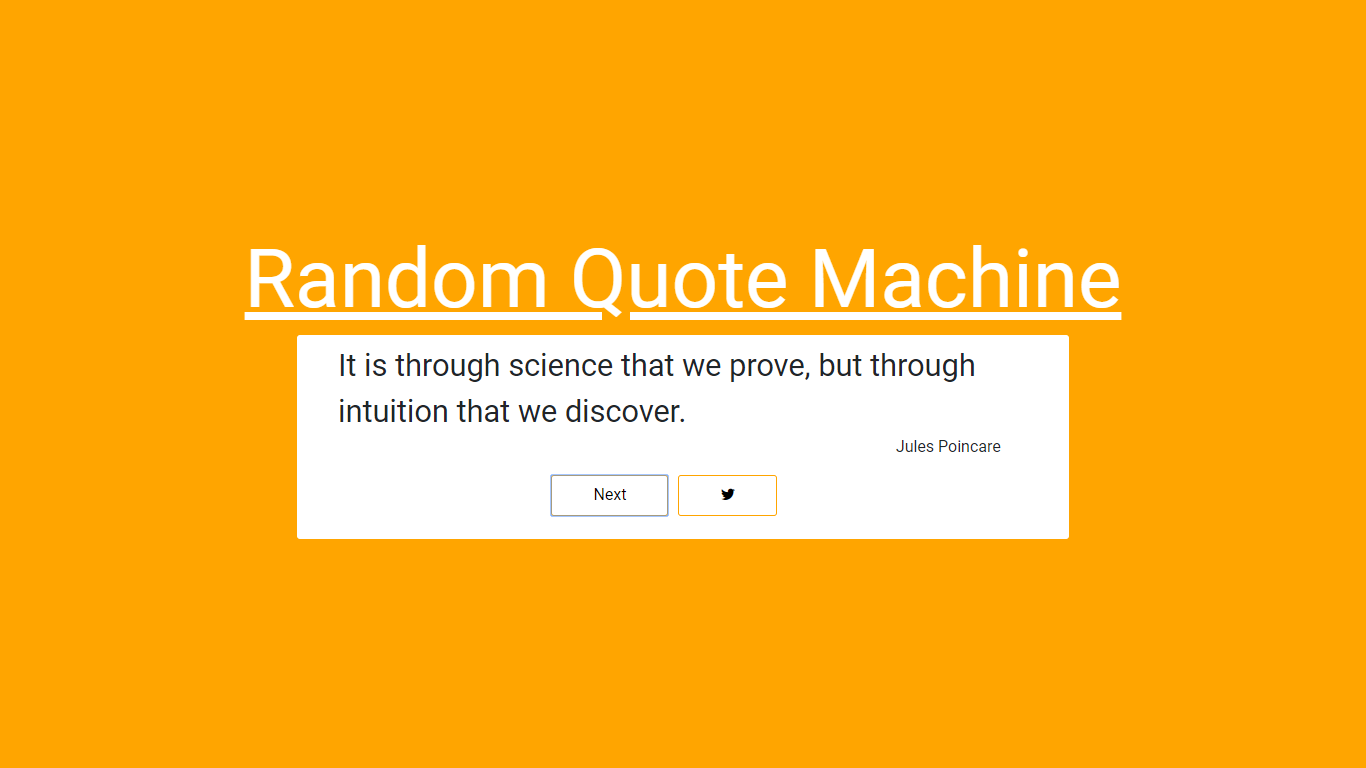 Random Quote Machine
It is through science that we prove, but through
intuition that we discover.
Jules Poincare
Next